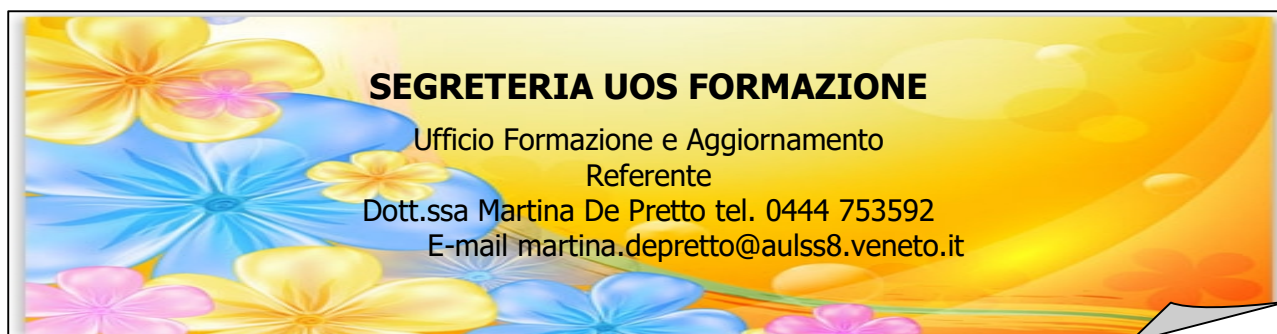 SEGRETERIA UOS FORMAZIONE
Ufficio Formazione e Aggiornamento
Referente
Dott.ssa Martina De Pretto tel. 0444 753592
E-mail martina.depretto@aulss8.veneto.it